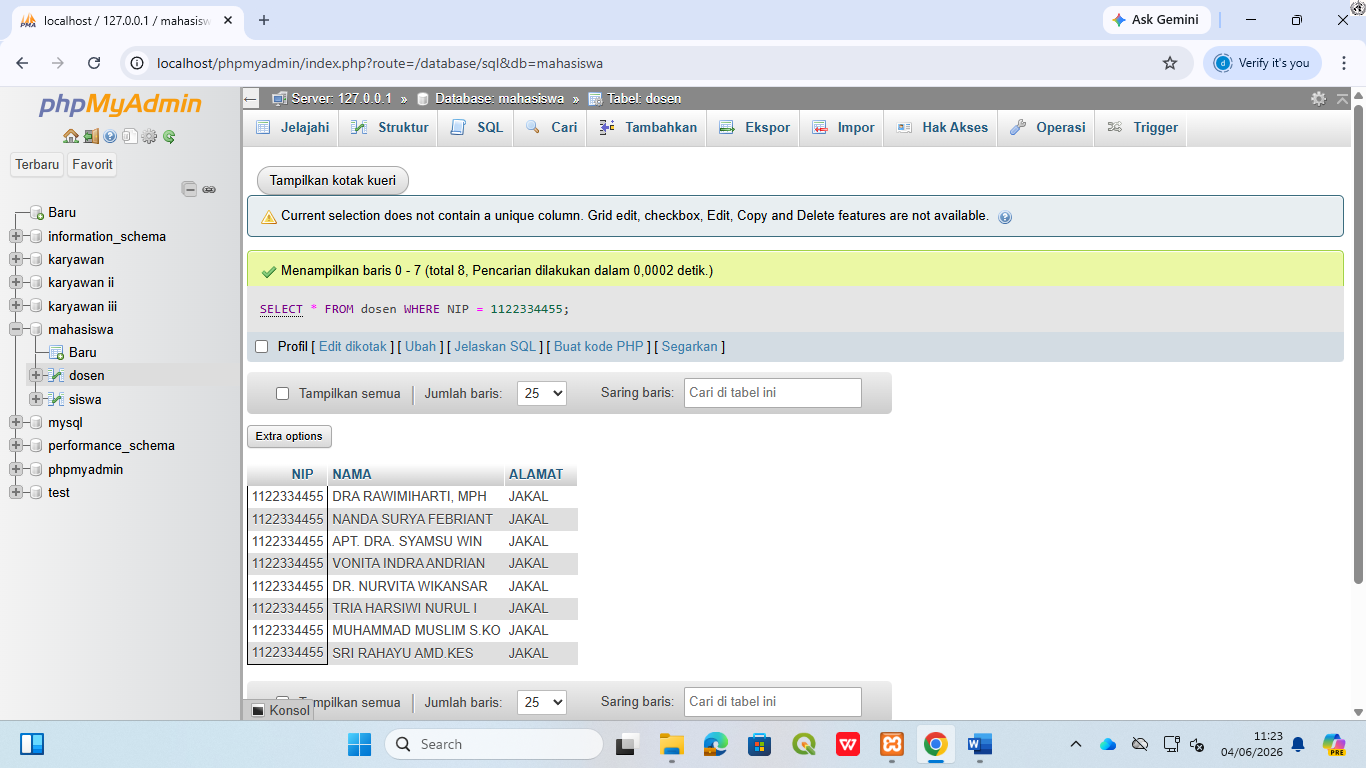 localhost / 127.0.0.1 / mahasisw
Ask Gemini
localhost/phpmyadmin/index.php?route=/database/sql&db=mahasiswa
Verify it's you
phpMyAdmin
Terbaru
Favorit
Baru
information_schema
karyawan
karyawan ii
karyawan iii
mahasiswa
Baru
dosen
siswa
mysql
performance_schema
phpmyadmin
test
Server: 127.0.0.1 » Database: mahasiswa » Tabel: dosen
Jelajahi Struktur SQL Cari Tambahkan Ekspor Impor Hak Akses Operasi Trigger
Tampilkan kotak kueri
Current selection does not contain a unique column. Grid edit, checkbox, Edit, Copy and Delete features are not available.
Menampilkan baris 0 - 7 (total 8, Pencarian dilakukan dalam 0,0002 detik.)
SELECT * FROM dosen WHERE NIP = 1122334455;
Profil [ Edit dikotak ] [ Ubah ] [ Jelaskan SQL ] [ Buat kode PHP ] [ Segarkan ]
Tampilkan semua Jumlah baris: 25 Saring baris: Cari di tabel ini
Extra options
NIP NAMA ALAMAT
1122334455 DRA RAWIMIHARTI, MPH JAKAL
1122334455 NANDA SURYA FEBRIANT JAKAL
1122334455 APT. DRA. SYAMSU WIN JAKAL
1122334455 VONITA INDRA ANDRIAN JAKAL
1122334455 DR. NURVITA WIKANSAR JAKAL
1122334455 TRIA HARSIWI NURUL I JAKAL
1122334455 MUHAMMAD MUSLIM S.KO JAKAL
1122334455 SRI RAHAYU AMD.KES JAKAL
mpilkan semua Jumlah baris: 25 Saring baris: Cari di tabel ini
Konsol
Search
11:23
04/06/2026